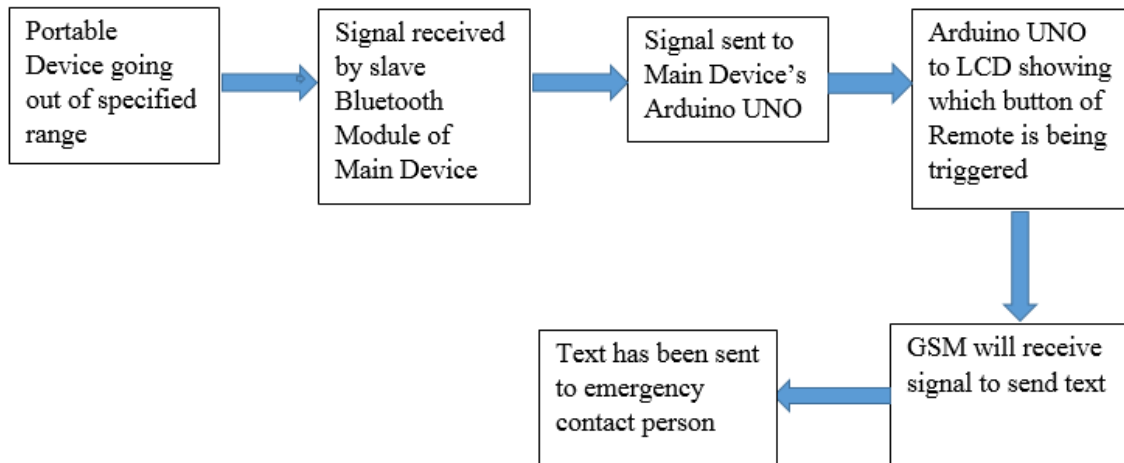 Portable
Device going
out of specified
range
Signal received
by slave
Bluetooth
Module of
Main Device
Signal sent to
Main Device’s
Arduino UNO
Arduino UNO
to LCD showing
which button of
Remote is being
triggered
GSM will receive
signal to send text
Text has been sent
to emergency
contact person